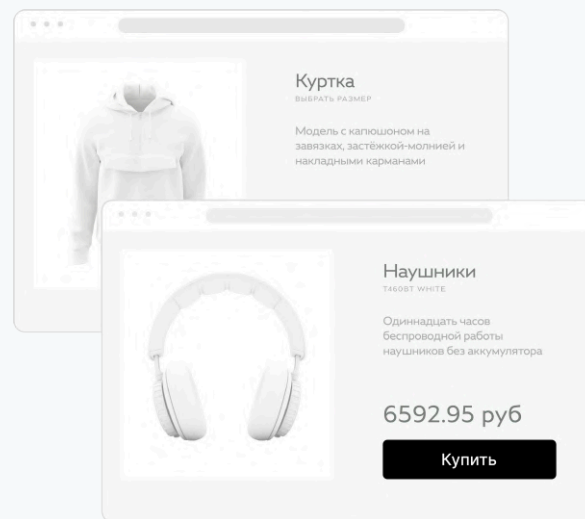 Куртка
ВЫБРАТЬ РАЗМЕР
Модель с капюшоном на
завязках, застёжкой-молнией и
накладными карманами
Наушники
T460BT WHITE
Одиннадцать часов
беспроводной работы
наушников без аккумулятора
6592.95 руб
Купить